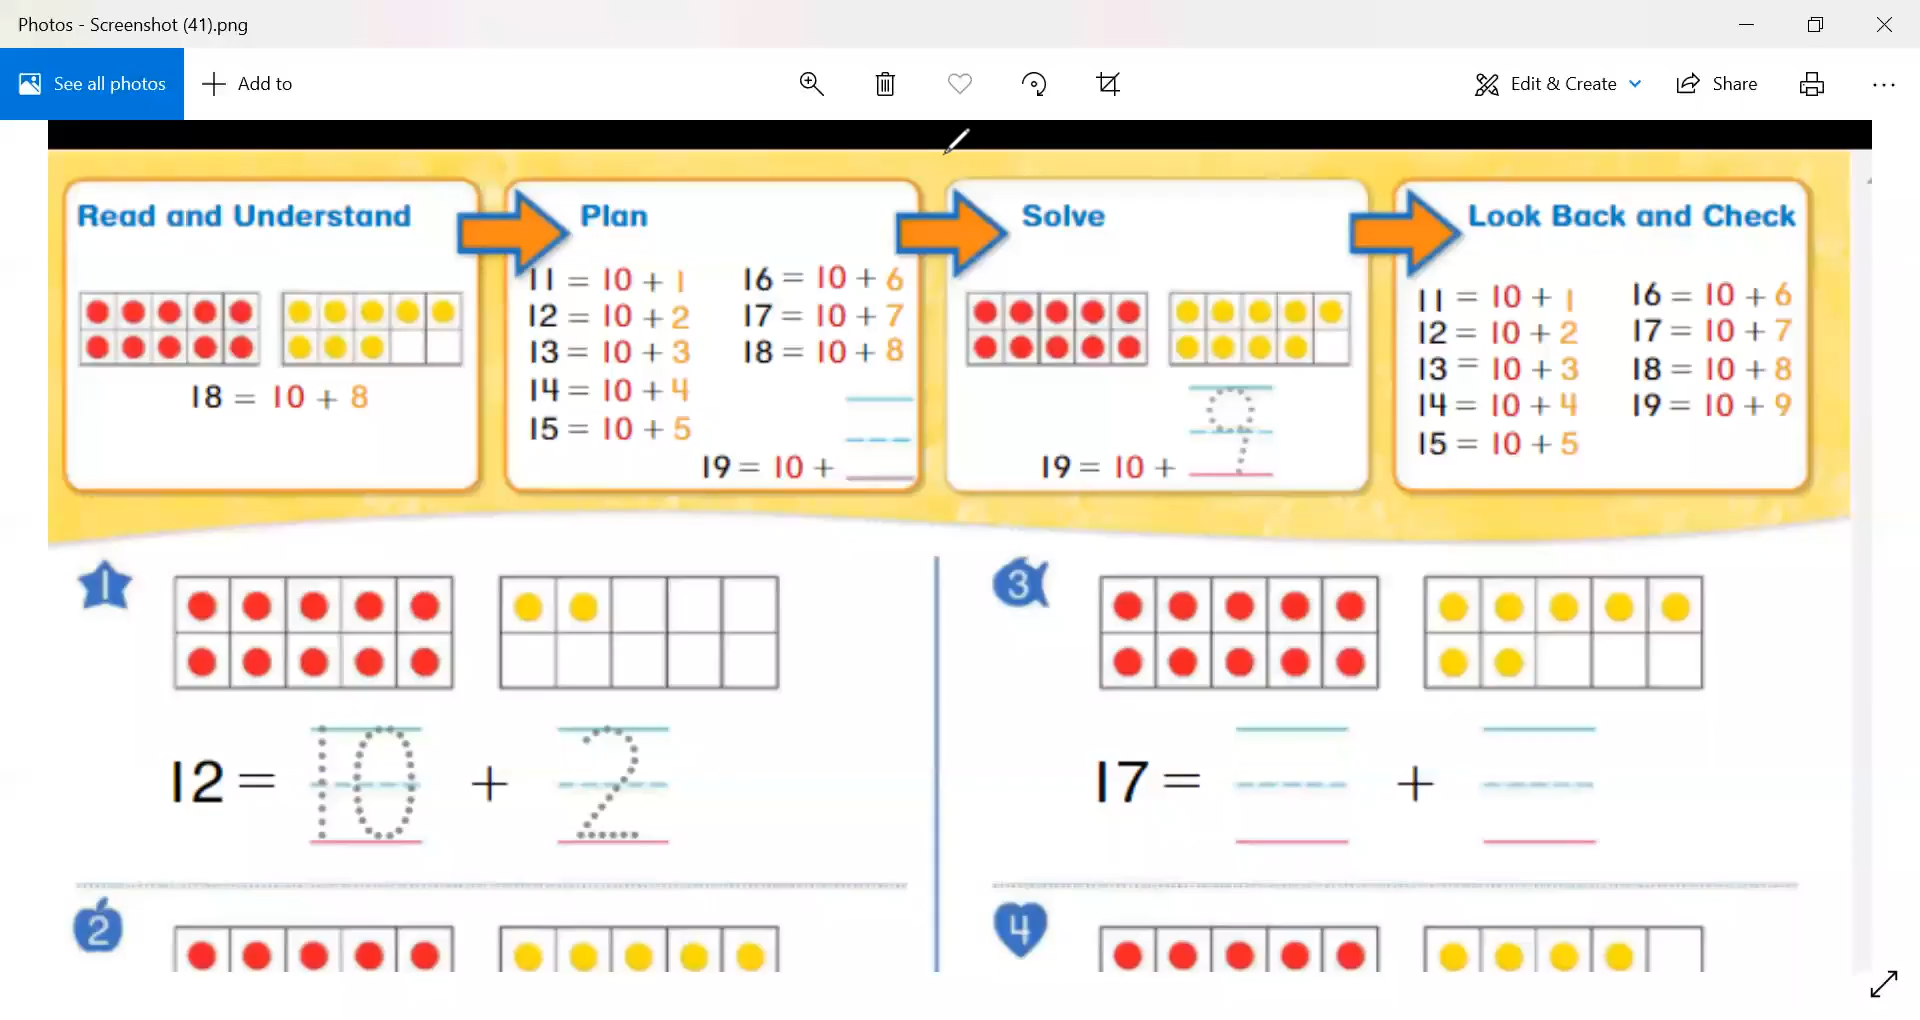 Photos - Screenshot (41).png
See all photos
Add to
Edit & Create
Share
Read and Understand
18 = 10 + 8
Plan
11 = 10 + 1
12 = 10 + 2
13 = 10 + 3
14 = 10 + 4
15 = 10 + 5
16 = 10 + 6
17 = 10 + 7
18 = 10 + 8
19 = 10 +
Solve
19 = 10 + 9
Look Back and Check
11 = 10 + 1
12 = 10 + 2
13 = 10 + 3
14 = 10 + 4
15 = 10 + 5
16 = 10 + 6
17 = 10 + 7
18 = 10 + 8
19 = 10 + 9
1
12 = 10 + 2
2
3
17 = +
4